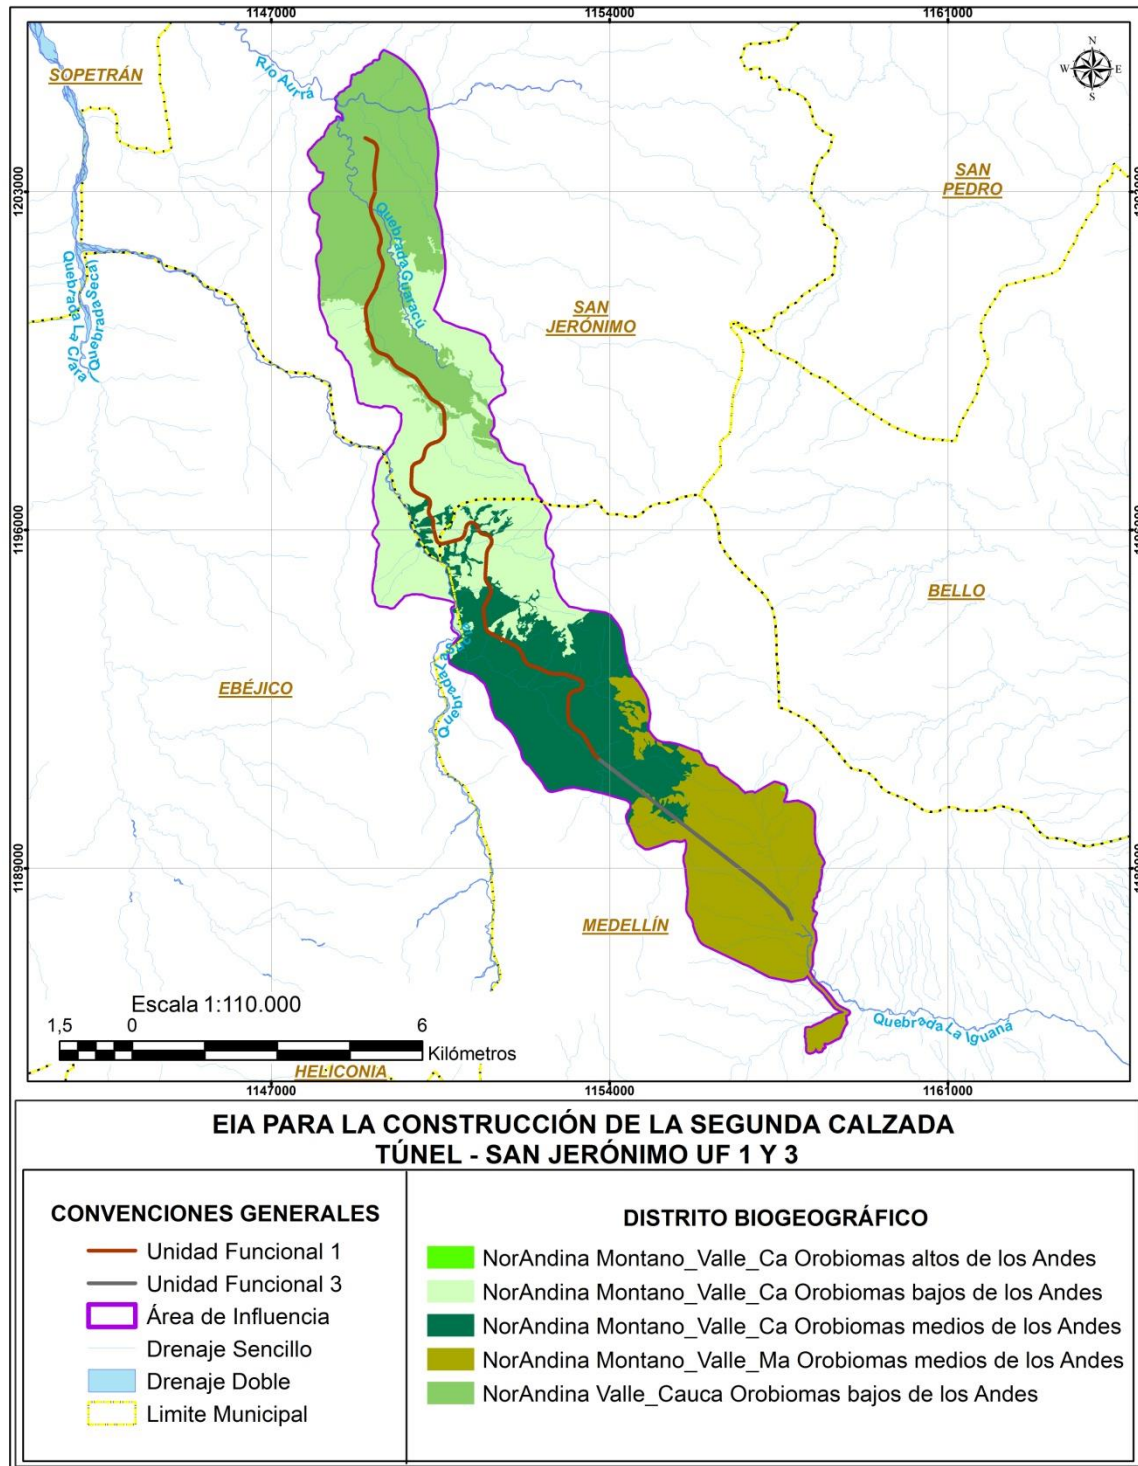 1147000
1154000
1161000
N
W
E
S
SOPETRÁN
Río Aurrá
SAN
PEDRO
1203000
Quebrada Guaracú
Quebrada La Clara
(Quebrada Seca)
SAN
JERÓNIMO
1196000
BELLO
EBÉJICO
1189000
MEDELLÍN
Quebrada La Iguaná
Escala 1:110.000
1,5
0
6
Kilómetros
HELICONIA
1147000
1154000
1161000
EIA PARA LA CONSTRUCCIÓN DE LA SEGUNDA CALZADA
TÚNEL - SAN JERÓNIMO UF 1 Y 3
CONVENCIONES GENERALES
Unidad Funcional 1
Unidad Funcional 3
Área de Influencia
Drenaje Sencillo
Drenaje Doble
Limite Municipal
DISTRITO BIOGEOGRÁFICO
NorAndina Montano_Valle_Ca Orobiomas altos de los Andes
NorAndina Montano_Valle_Ca Orobiomas bajos de los Andes
NorAndina Montano_Valle_Ca Orobiomas medios de los Andes
NorAndina Montano_Valle_Ma Orobiomas medios de los Andes
NorAndina Valle_Cauca Orobiomas bajos de los Andes